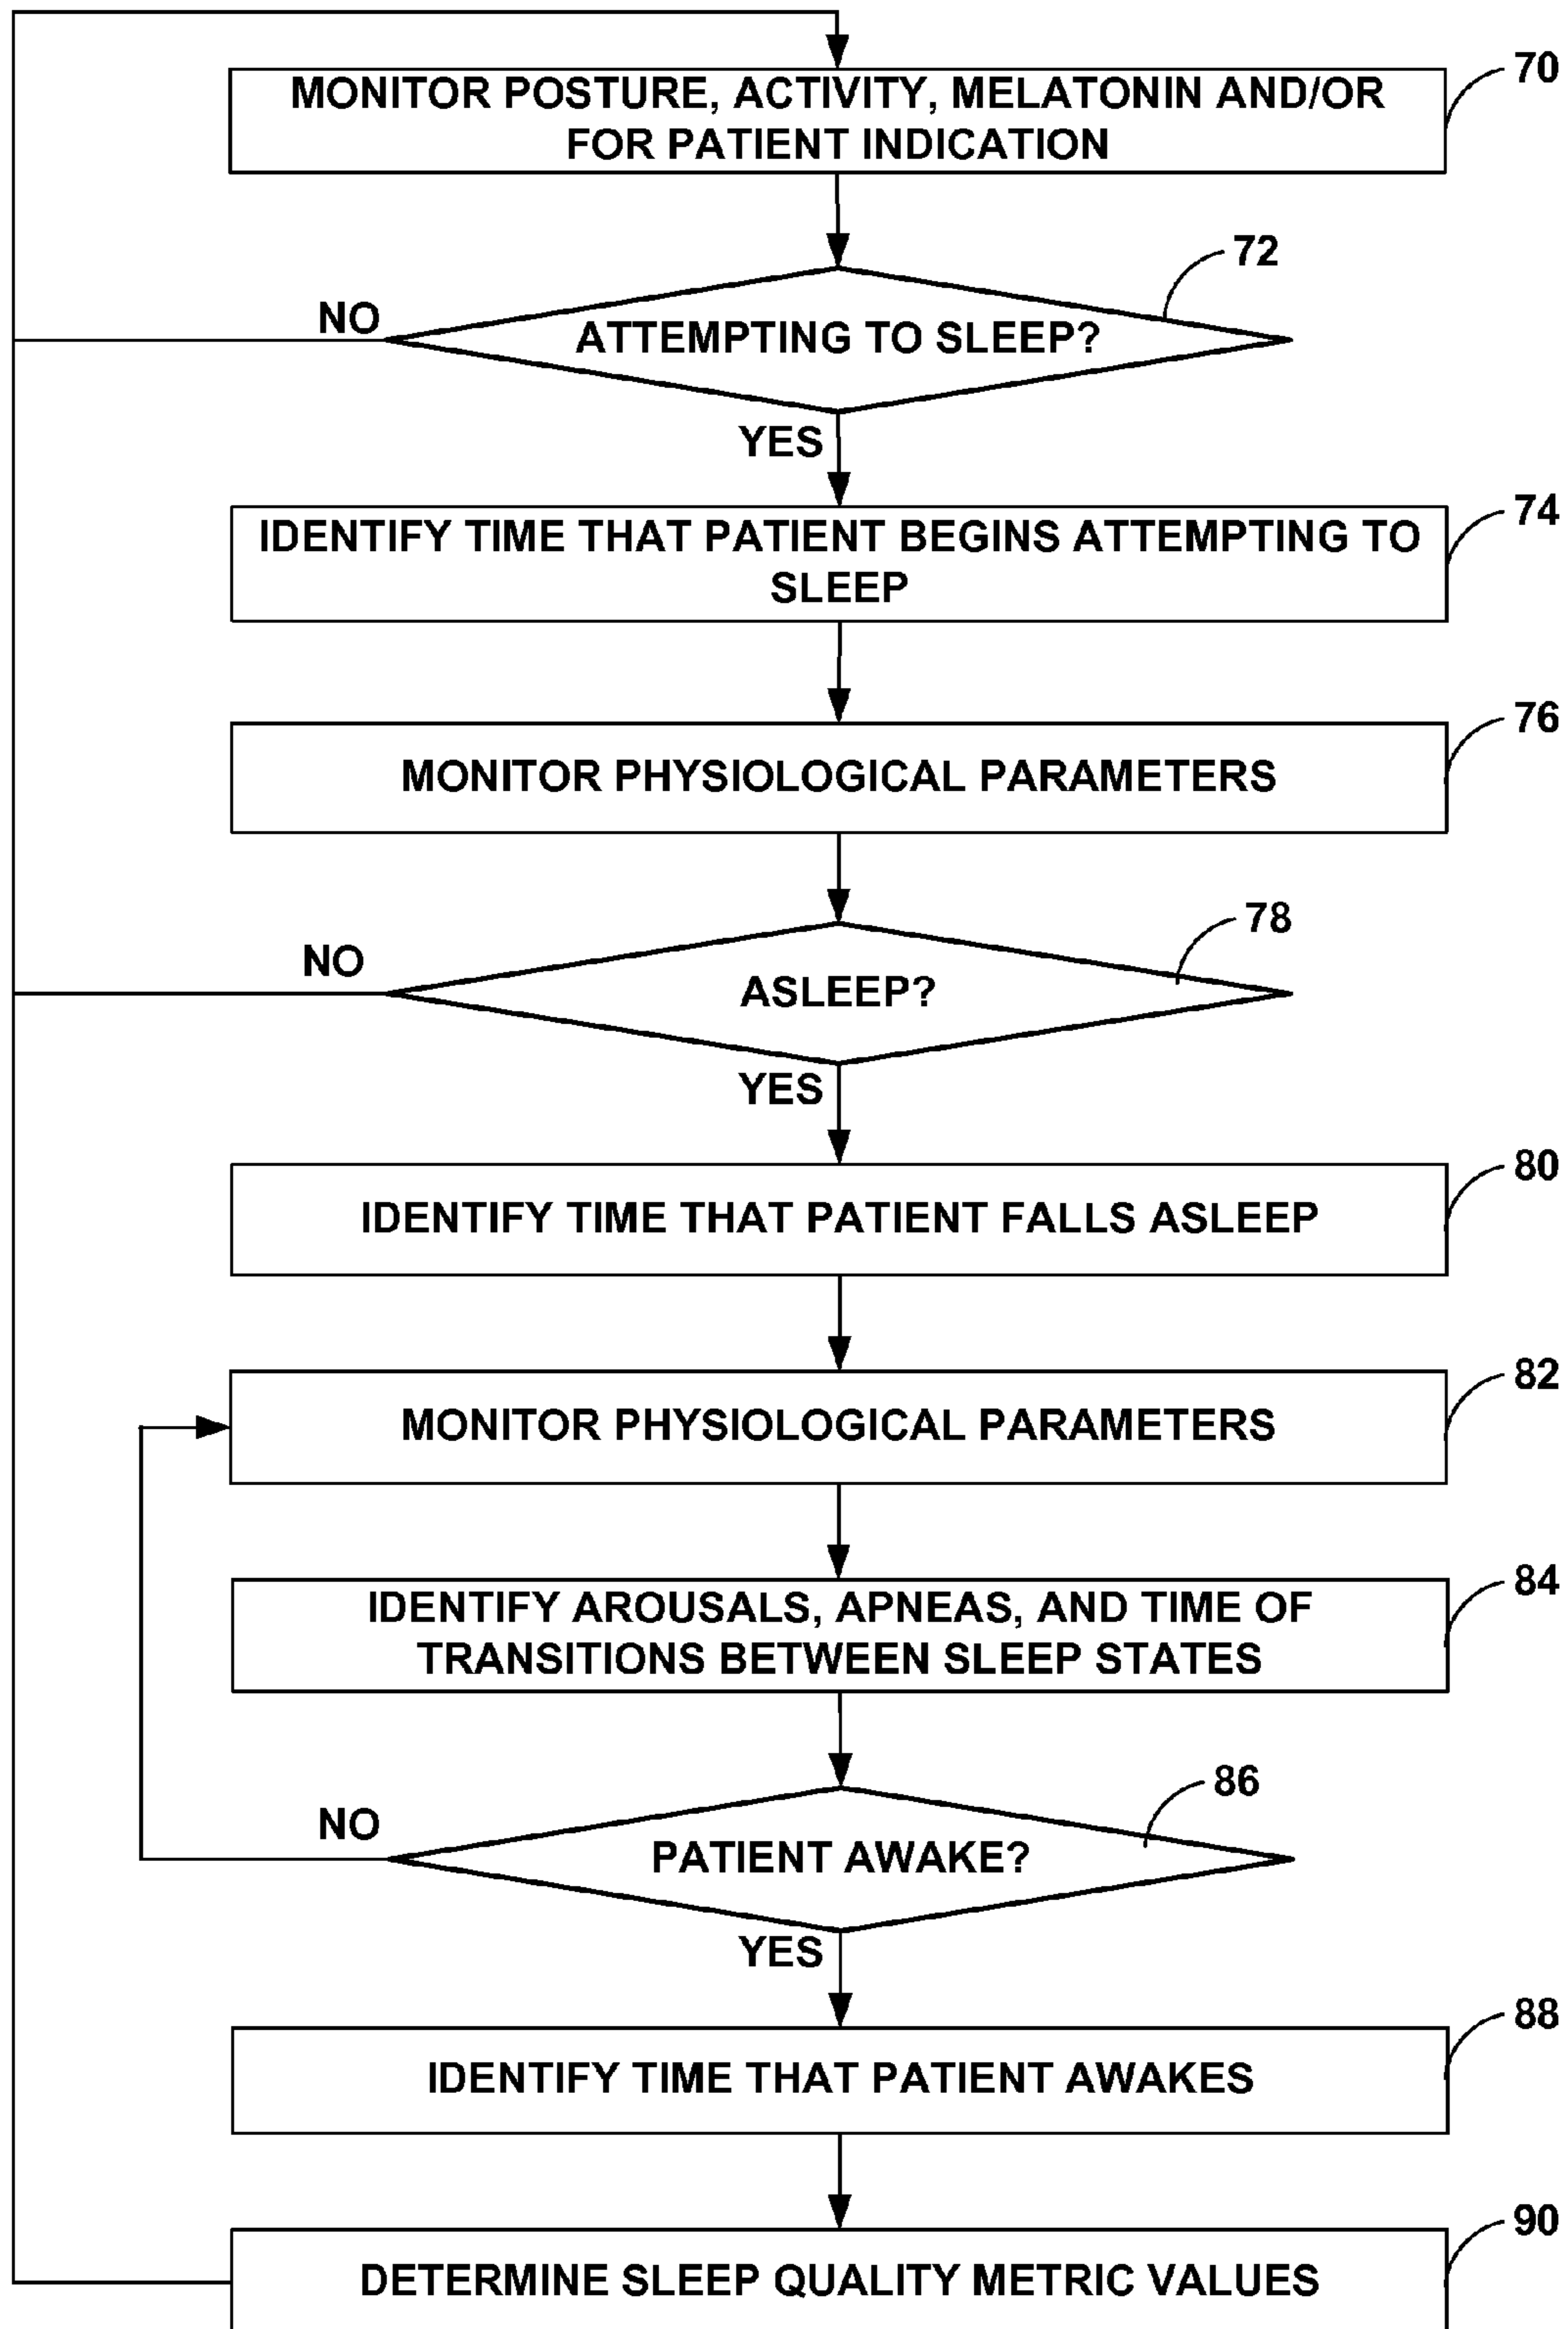 70
MONITOR POSTURE, ACTIVITY, MELATONIN AND/OR
FOR PATIENT INDICATION
72
NO
ATTEMPTING TO SLEEP?
YES
74
IDENTIFY TIME THAT PATIENT BEGINS ATTEMPTING TO
SLEEP
76
MONITOR PHYSIOLOGICAL PARAMETERS
78
NO
ASLEEP?
YES
80
IDENTIFY TIME THAT PATIENT FALLS ASLEEP
82
MONITOR PHYSIOLOGICAL PARAMETERS
84
IDENTIFY AROUSALS, APNEAS, AND TIME OF
TRANSITIONS BETWEEN SLEEP STATES
86
NO
PATIENT AWAKE?
YES
88
IDENTIFY TIME THAT PATIENT AWAKES
90
DETERMINE SLEEP QUALITY METRIC VALUES